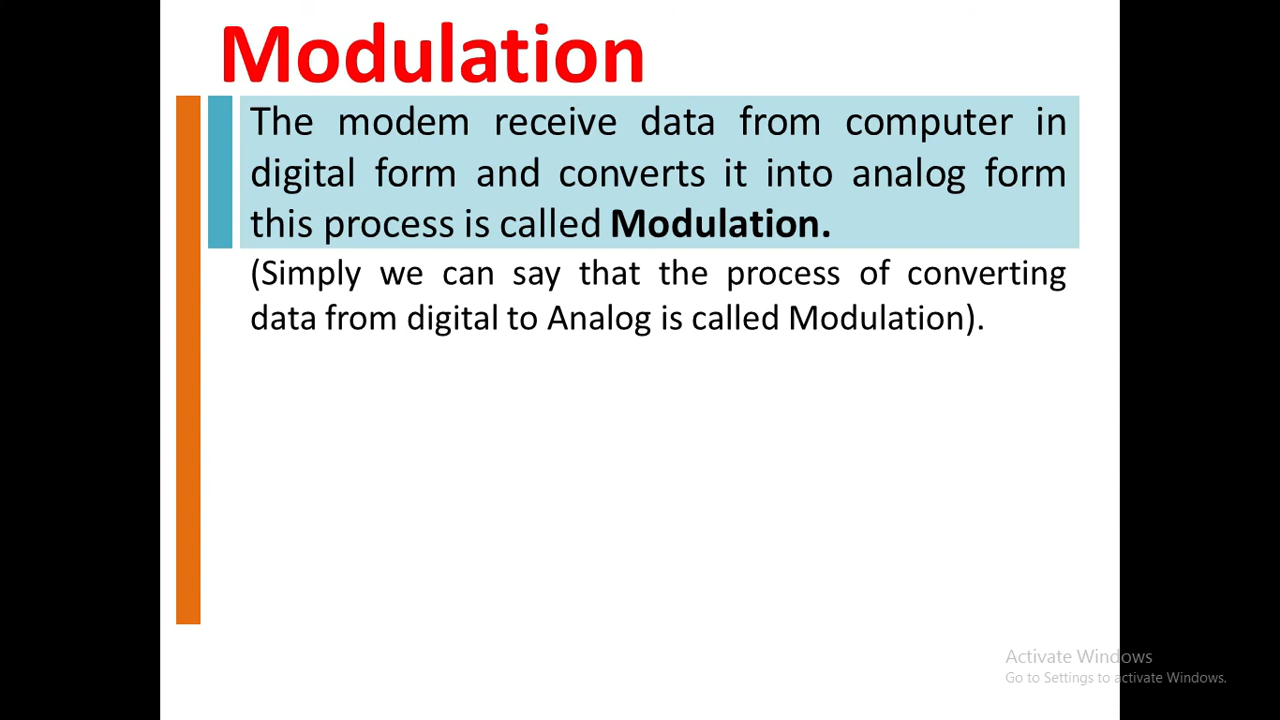 Modulation
The modem receive data from computer in
digital form and converts it into analog form
this process is called Modulation.
(Simply we can say that the process of converting
data from digital to Analog is called Modulation).
Activate Windows
Go to Settings to activate Windows.